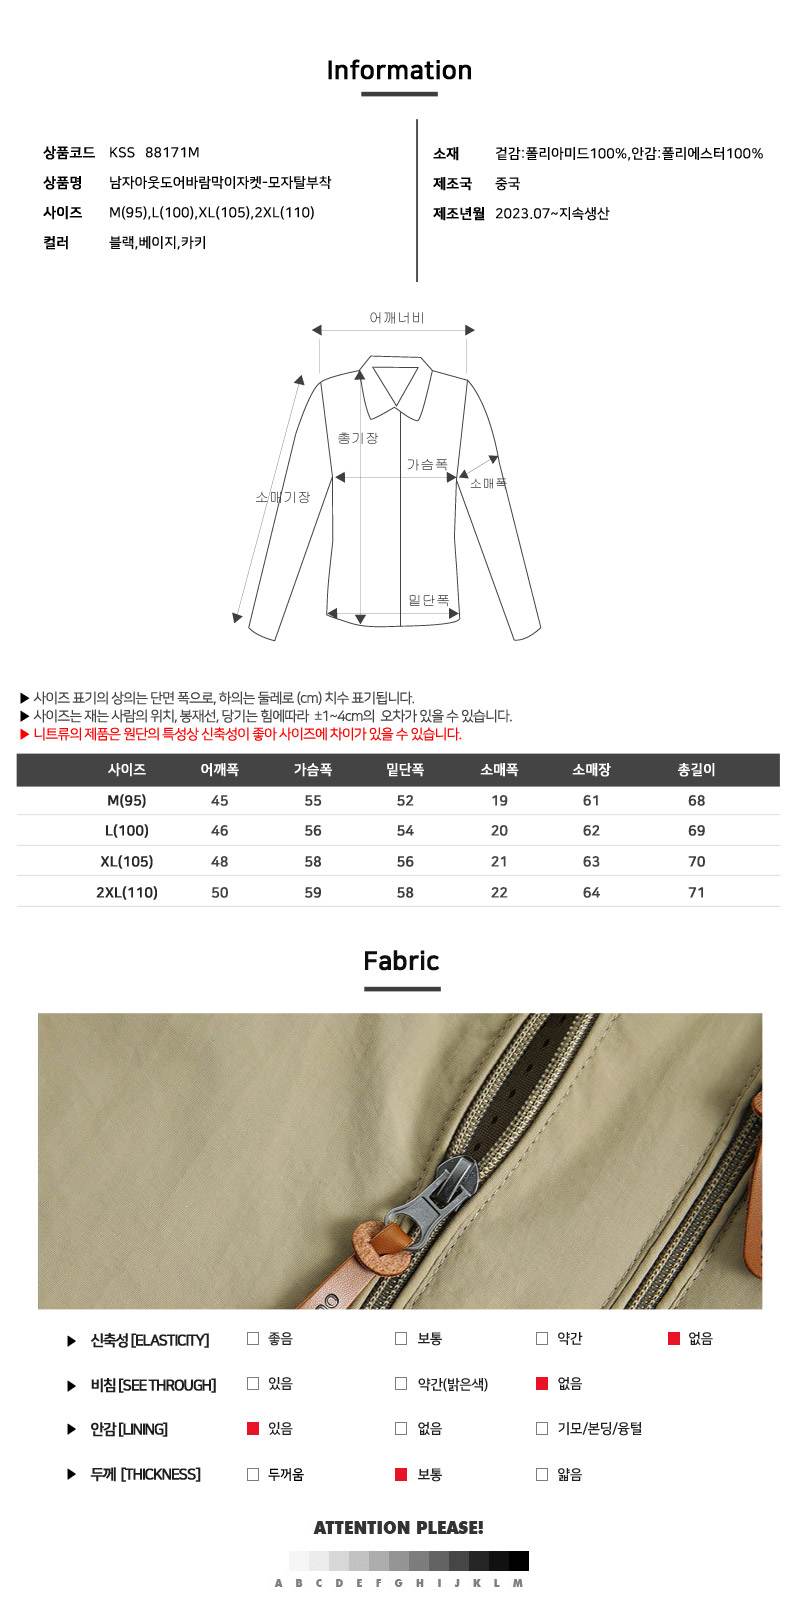 Information
상품코드 KSS 88171M
상품명 남자아웃도어바람막이자켓-모자탈부착
사이즈 M(95),L(100),XL(105),2XL(110)
컬러 블랙,베이지,카키
소재 겉감:폴리아미드100%,안감:폴리에스터100%
제조국 중국
제조년월 2023.07~지속생산
어깨너비
총기장
가슴폭
소매폭
소매기장
밑단폭
▶ 사이즈 표기의 상의는 단면 폭으로, 하의는 둘레로 (cm) 치수 표기됩니다.
▶ 사이즈는 재는 사람의 위치, 봉재선, 당기는 힘에따라 ±1~4cm의 오차가 있을 수 있습니다.
▶ 니트류의 제품은 원단의 특성상 신축성이 좋아 사이즈에 차이가 있을 수 있습니다.
사이즈 어깨폭 가슴폭 밑단폭 소매폭 소매장 총길이
M(95) 45 55 52 19 61 68
L(100) 46 56 54 20 62 69
XL(105) 48 58 56 21 63 70
2XL(110) 50 59 58 22 64 71
Fabric
▶ 신축성 [ELASTICITY] 좋음 보통 약간 없음
▶ 비침 [SEE THROUGH] 있음 약간(밝은색) 없음
▶ 안감 [LINING] 있음 없음 기모/본딩/융털
▶ 두께 [THICKNESS] 두꺼움 보통 얇음
ATTENTION PLEASE!
A B C D E F G H I J K L M